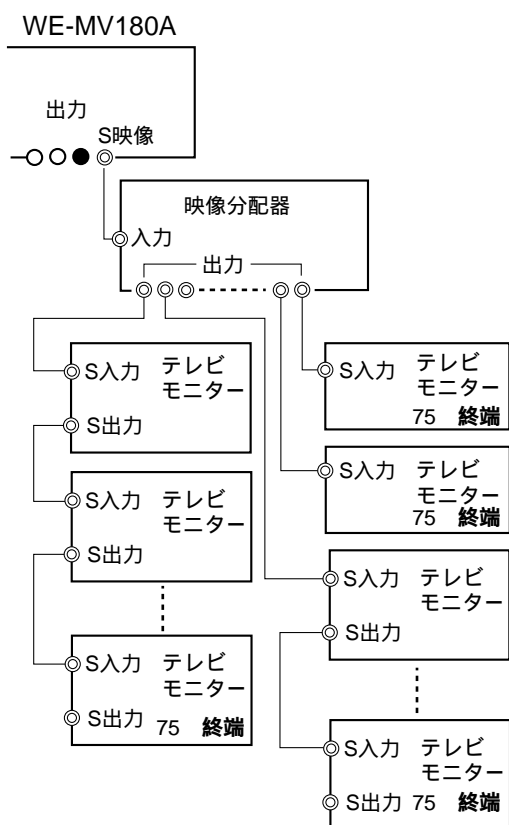 WE-MV180A
出力
S映像
映像分配器
入力
出力
S入力 テレビ
モニター
S出力
S入力 テレビ
モニター
S出力
S入力 テレビ
モニター
S出力 75 終端
S入力 テレビ
モニター
75 終端
S入力 テレビ
モニター
75 終端
S入力 テレビ
モニター
S出力
S入力 テレビ
モニター
S出力 75 終端